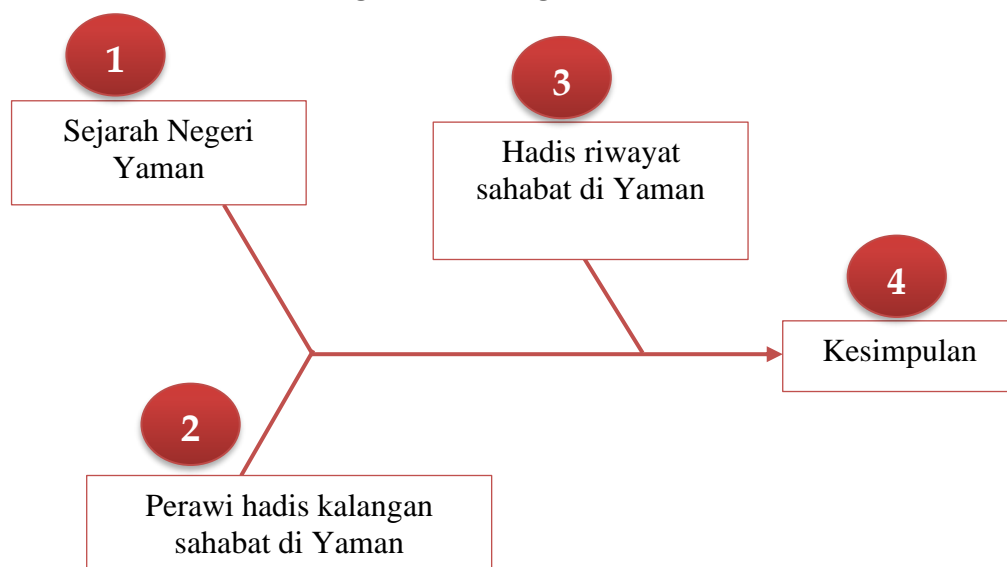 1
Sejarah Negeri
Yaman
3
Hadis riwayat
sahabat di Yaman
4
Kesimpulan
2
Perawi hadis kalangan
sahabat di Yaman